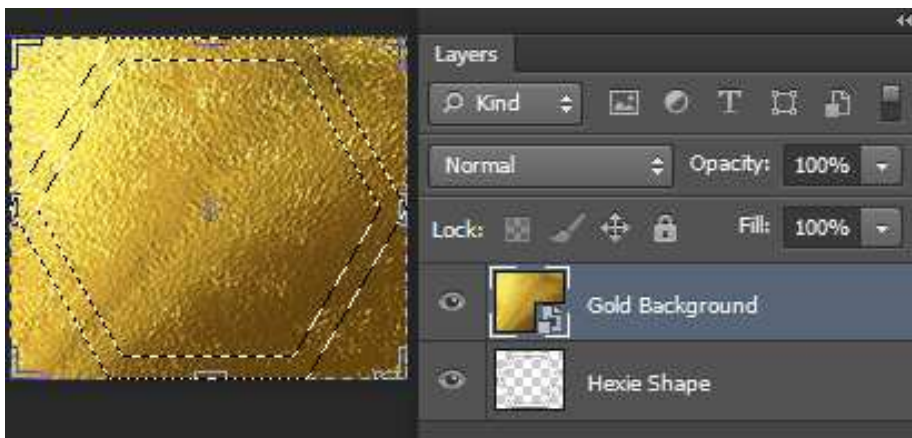 Layers
Kind
Normal Opacity: 100%
Lock: Fill: 100%
Gold Background
Hexie Shape